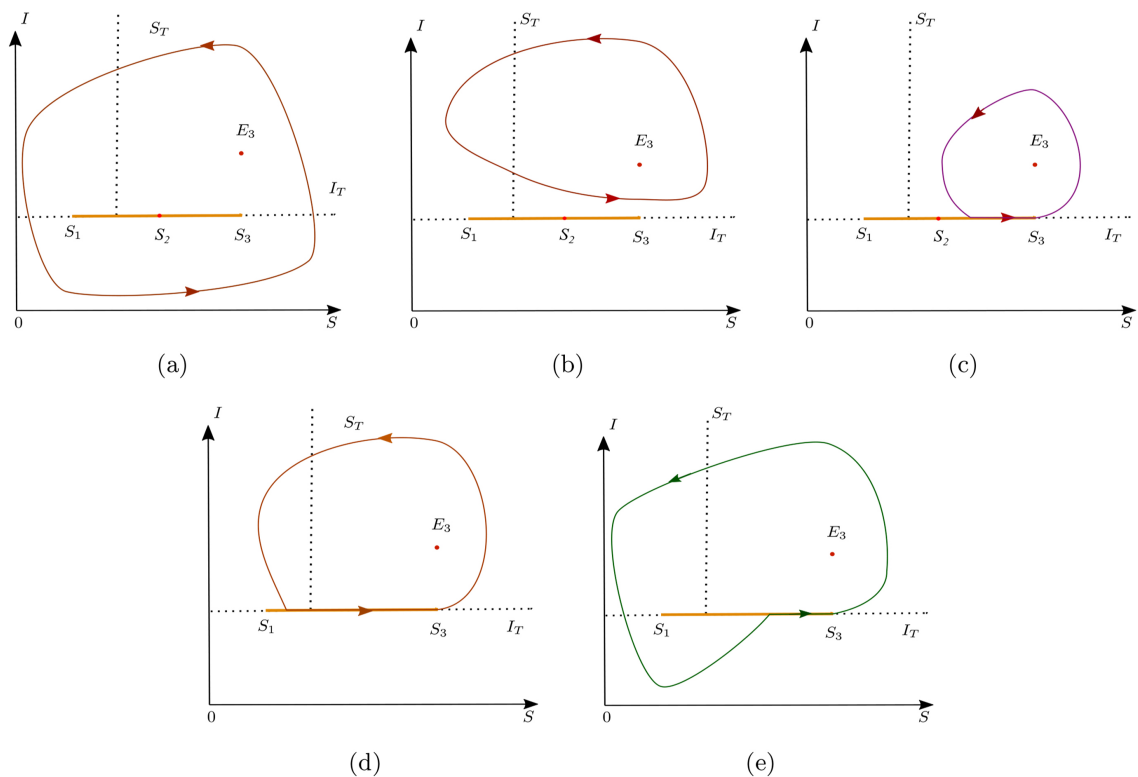 I
S_T
E_3
I_T
S_1
S_2
S_3
0
S
(a)
I
S_T
E_3
S_1
S_2
S_3
I_T
0
S
(b)
I
S_T
E_3
S_1
S_2
S_3
I_T
0
S
(c)
I
S_T
E_3
S_1
S_3
I_T
0
S
(d)
I
S_T
E_3
S_1
S_3
I_T
0
S
(e)